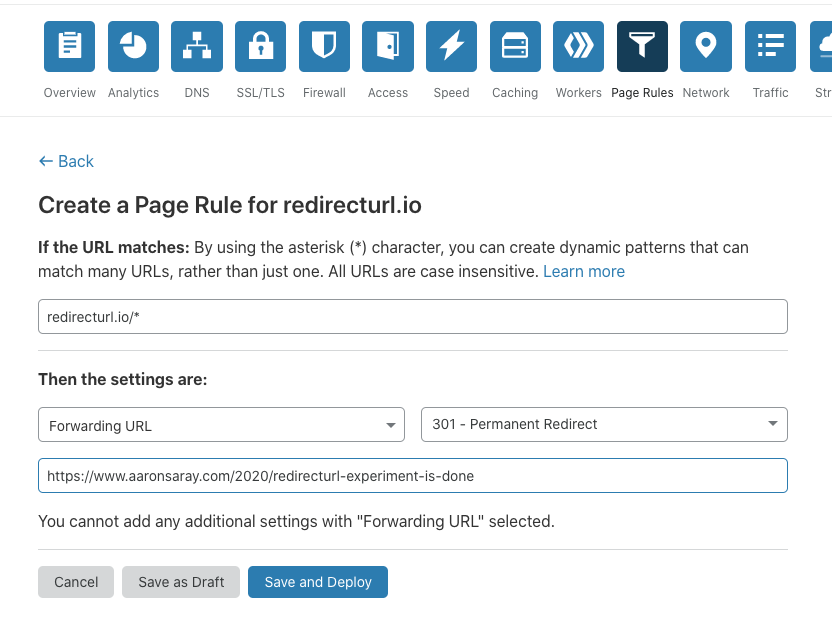 Overview Analytics DNS SSL/TLS Firewall Access Speed Caching Workers Page Rules Network Traffic Str
← Back
Create a Page Rule for redirecturl.io
If the URL matches: By using the asterisk (*) character, you can create dynamic patterns that can
match many URLs, rather than just one. All URLs are case insensitive. Learn more
redirecturl.io/*
Then the settings are:
Forwarding URL 301 - Permanent Redirect
https://www.aaronsaray.com/2020/redirecturl-experiment-is-done
You cannot add any additional settings with "Forwarding URL" selected.
Cancel Save as Draft Save and Deploy